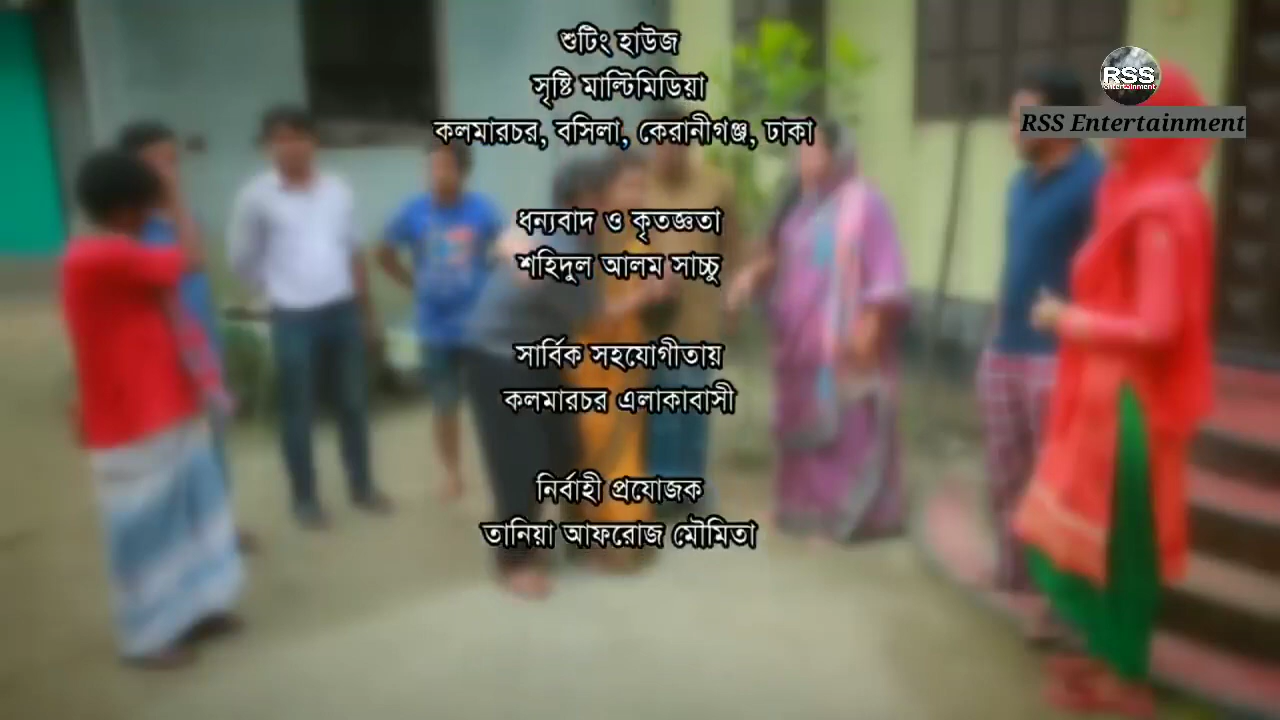 শুটিং হাউজ
সৃষ্টি মাল্টিমিডিয়া
কলমারচর, বসিলা, কেরানীগঞ্জ, ঢাকা
ধন্যবাদ ও কৃতজ্ঞতা
শহিদুল আলম সাচ্চু
সার্বিক সহযোগীতায়
কলমারচর এলাকাবাসী
নির্বাহী প্রযোজক
তানিয়া আফরোজ মৌমিতা
RSS
entertainment
RSS Entertainment